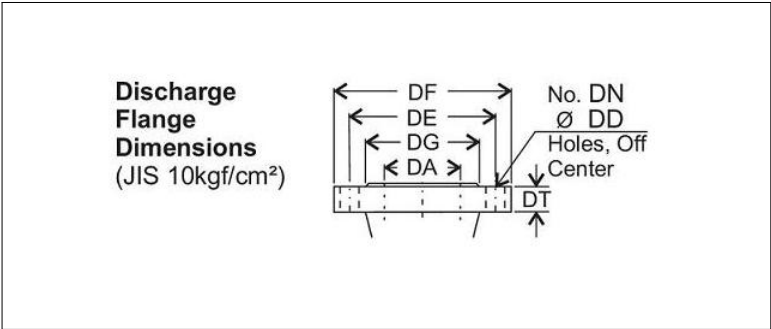 Discharge
Flange
Dimensions
(JIS 10kgf/cm²)
DF
DE
DG
DA
No. DN
Ø DD
Holes, Off
Center
DT